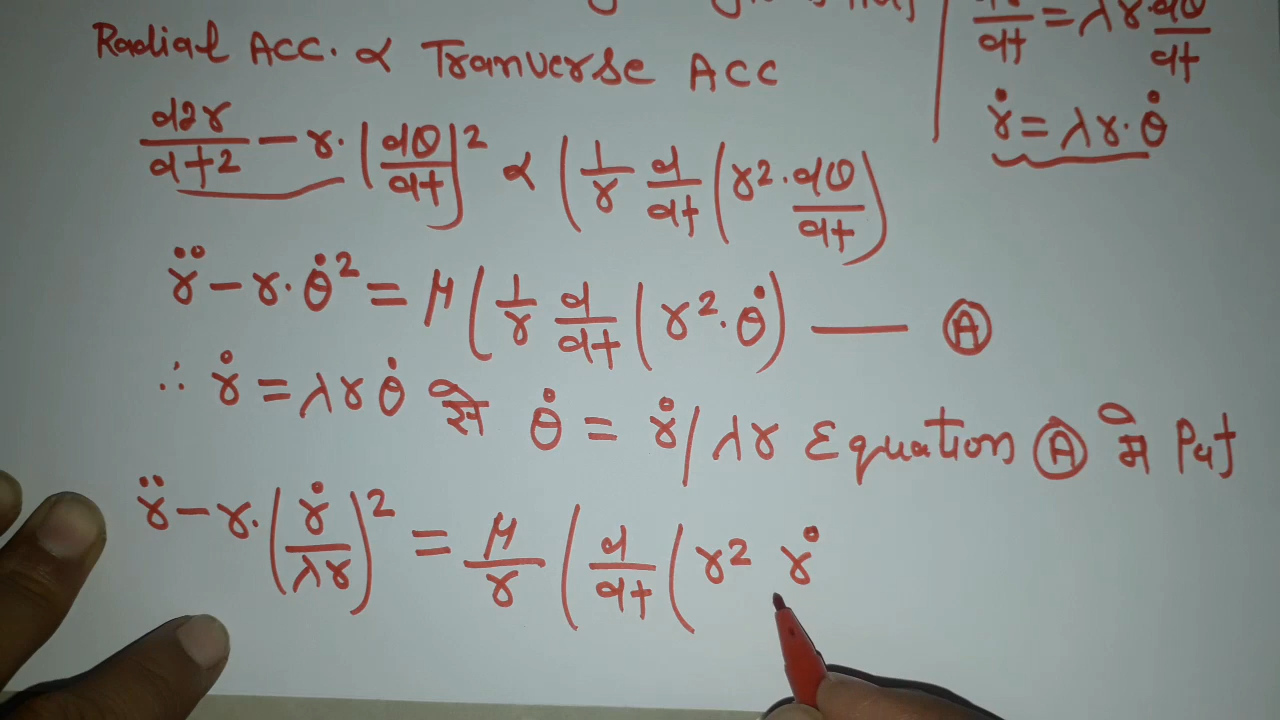 Radial Acc. ∝ Tranverse Acc
d2r/dt2 - r. (dθ/dt)² ∝ (1/r d/dt (r². dθ/dt)
r̈ - r. θ̇² = μ (1/r d/dt (r². θ̇) — Ⓐ
∴ ṙ = λrθ̇ से θ̇ = ṙ/λr Equation Ⓐ में Put
r̈ - r. (ṙ/λr)² = μ/r (d/dt (r² ṙ
/dt = λr. dθ/dt
ṙ = λr. θ̇